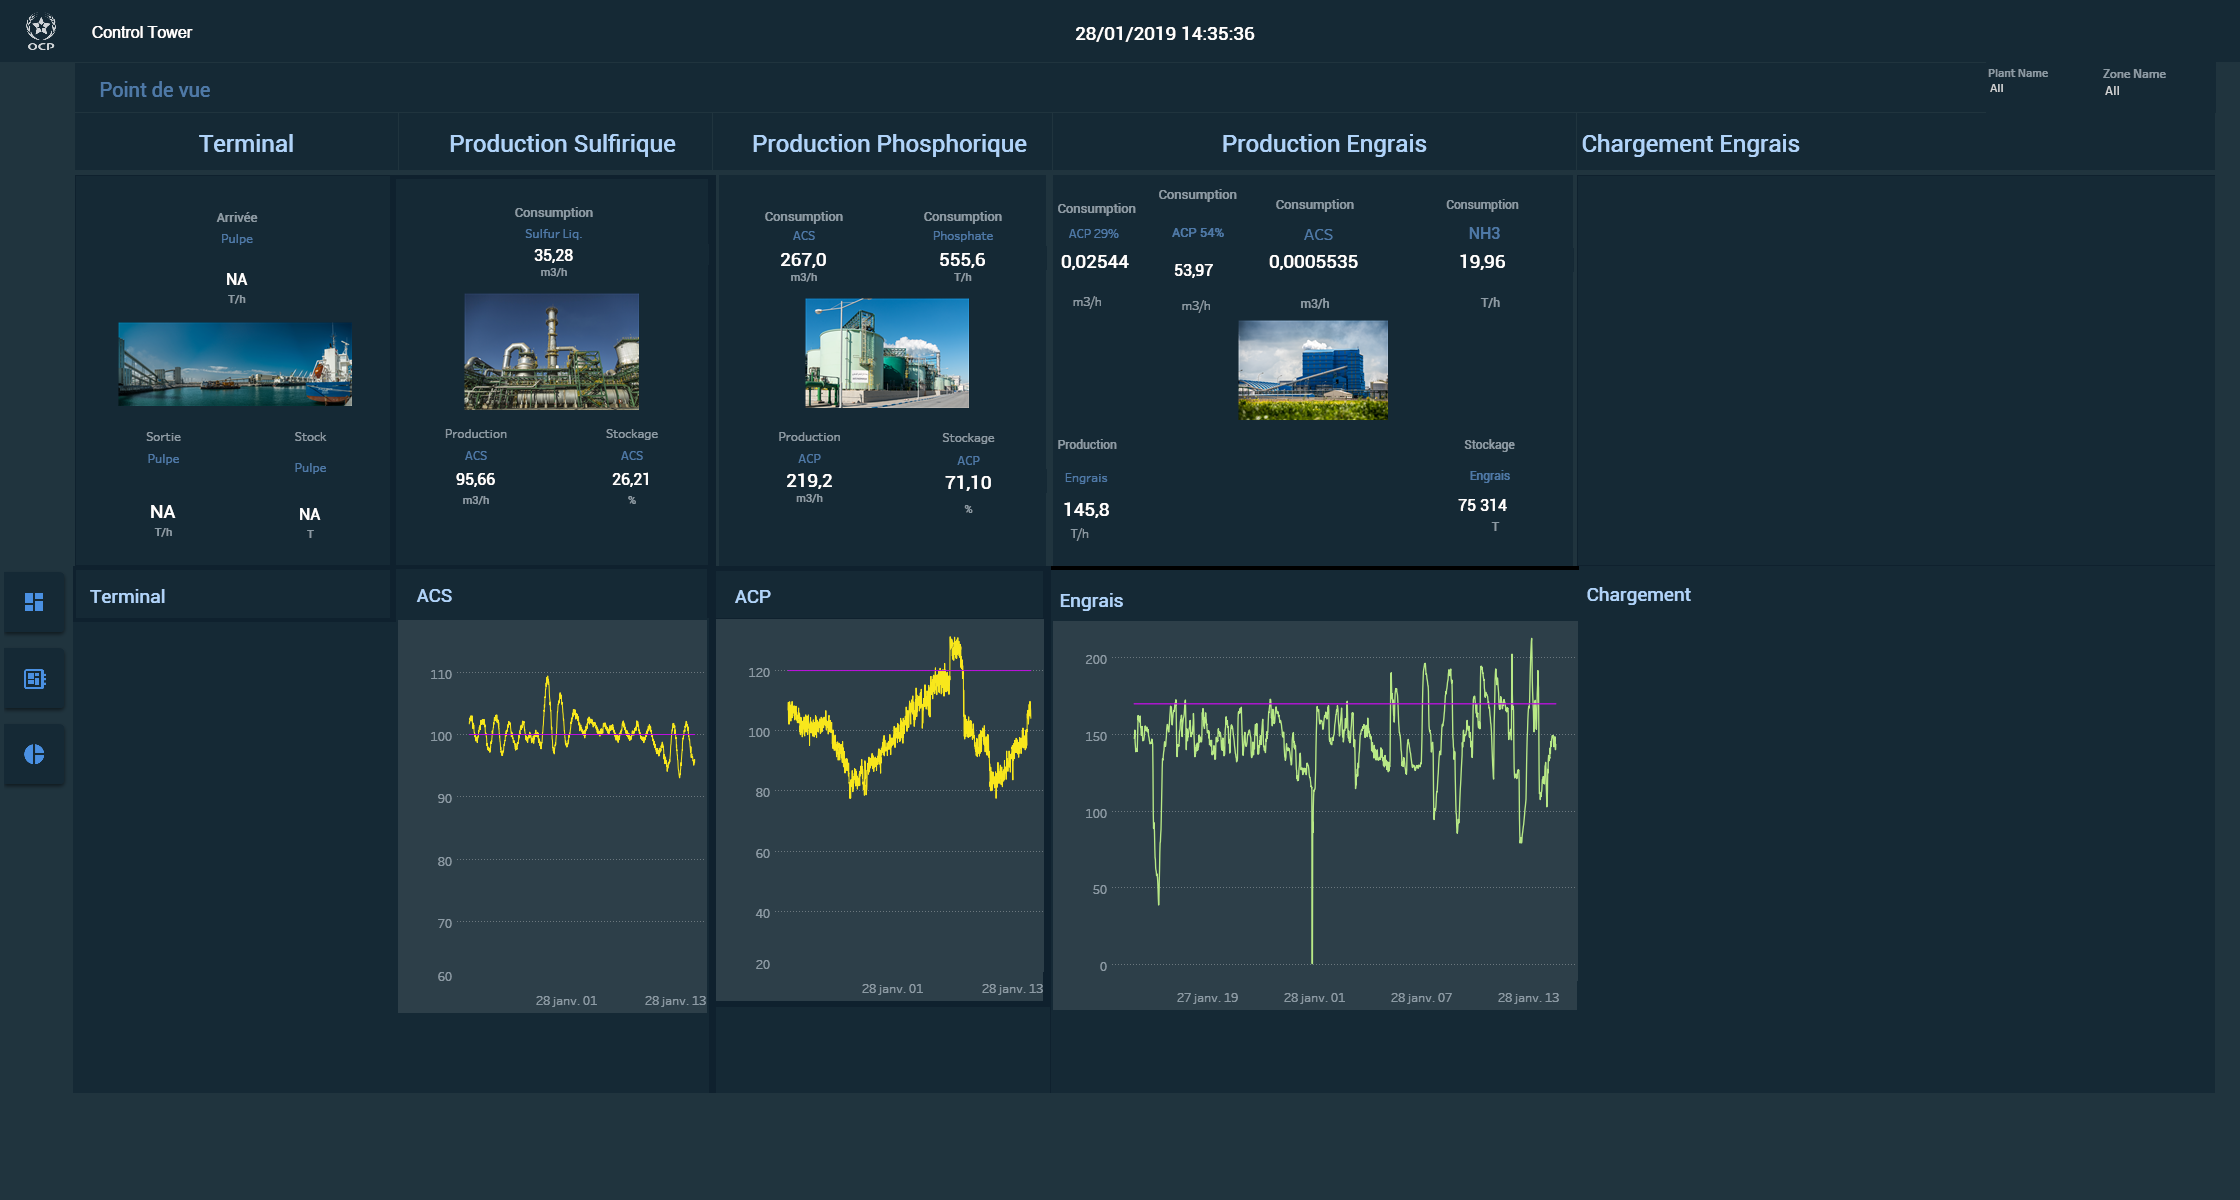 OCP
Control Tower
28/01/2019 14:35:36
Point de vue
Plant Name
All
Zone Name
All
Terminal
Production Sulfirique
Production Phosphorique
Production Engrais
Chargement Engrais
Arrivée
Pulpe
NA
T/h
Sortie
Pulpe
NA
T/h
Stock
Pulpe
NA
T
Consumption
Sulfur Liq.
35,28
m3/h
Production
ACS
95,66
m3/h
Stockage
ACS
26,21
%
Consumption
ACS
267,0
m3/h
Consumption
Phosphate
555,6
T/h
Production
ACP
219,2
m3/h
Stockage
ACP
71,10
%
Consumption
ACP 29%
0,02544
m3/h
Consumption
ACP 54%
53,97
m3/h
Consumption
ACS
0,0005535
m3/h
Consumption
NH3
19,96
T/h
Production
Engrais
145,8
T/h
Stockage
Engrais
75 314
T
Terminal
ACS
110
100
90
80
70
60
28 janv. 01
28 janv. 13
ACP
120
100
80
60
40
20
28 janv. 01
28 janv. 13
Engrais
200
150
100
50
0
27 janv. 19
28 janv. 01
28 janv. 07
28 janv. 13
Chargement